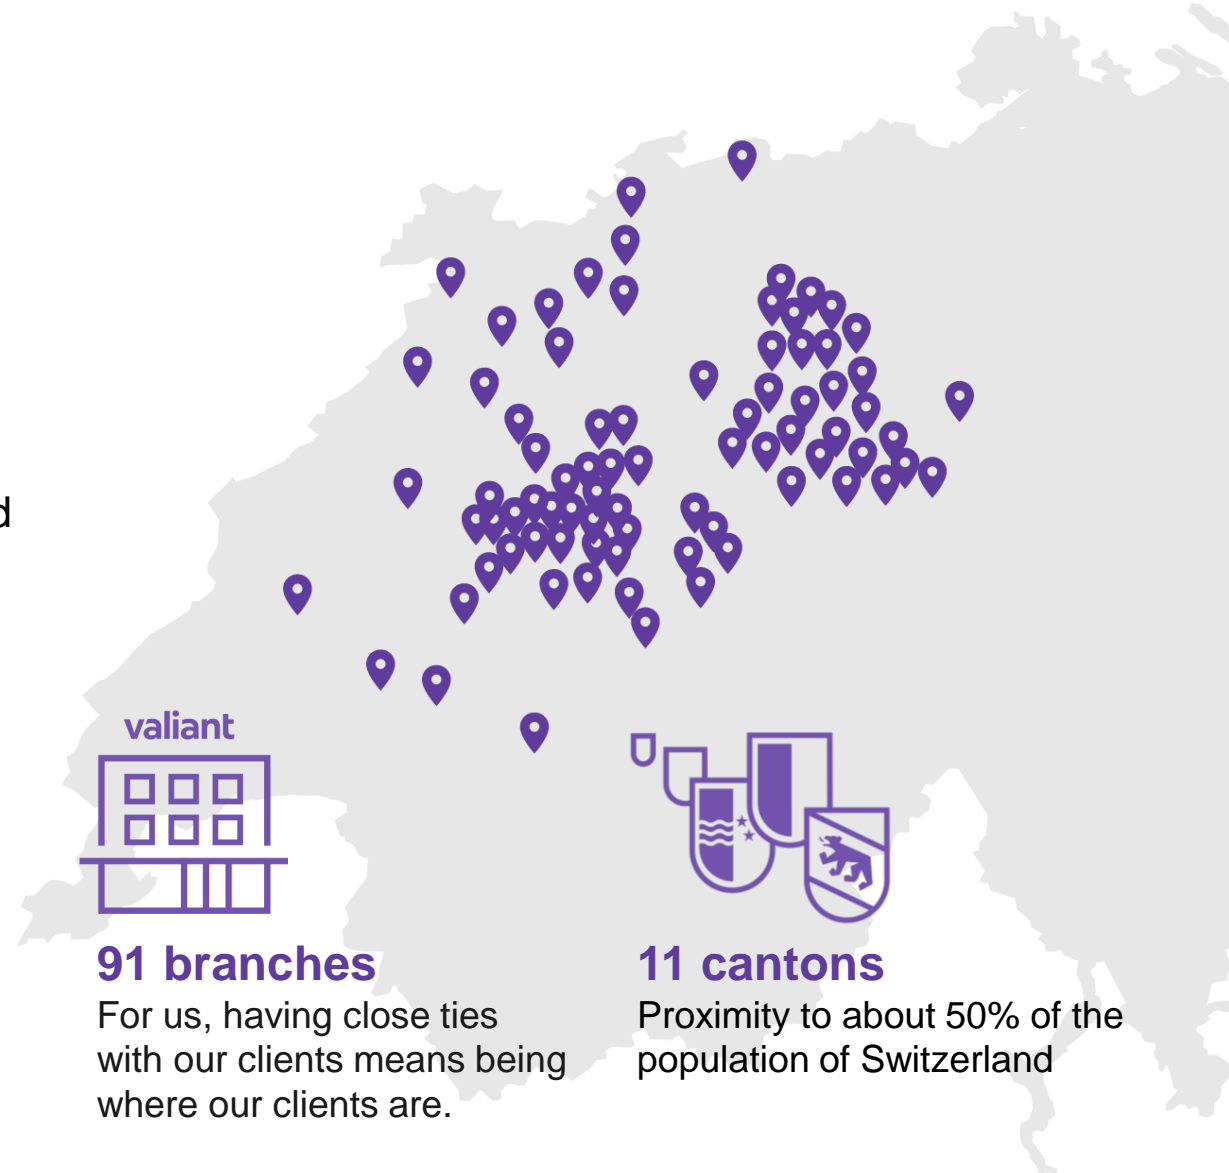 d
valiant
91 branches
For us, having close ties
with our clients means being
where our clients are.
11 cantons
Proximity to about 50% of the
population of Switzerland